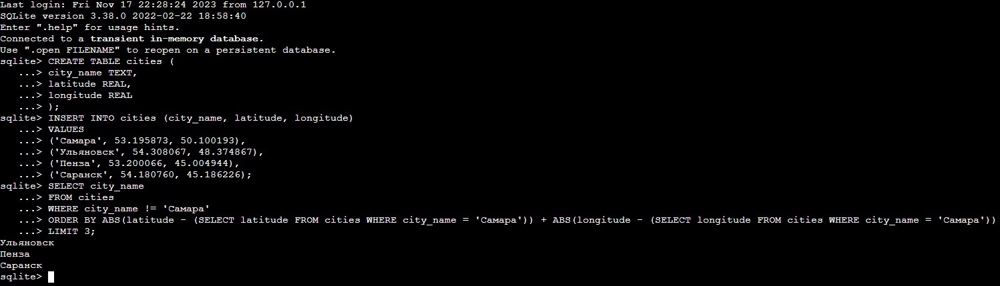 Last login: Fri Nov 17 22:28:24 2023 from 127.0.0.1
SQLite version 3.38.0 2022-02-22 18:58:40
Enter ".help" for usage hints.
Connected to a transient in-memory database.
Use ".open FILENAME" to reopen on a persistent database.
sqlite> CREATE TABLE cities (
   ...> city_name TEXT,
   ...> latitude REAL,
   ...> longitude REAL
   ...> );
sqlite> INSERT INTO cities (city_name, latitude, longitude)
   ...> VALUES
   ...> ('Самара', 53.195873, 50.100193),
   ...> ('Ульяновск', 54.308067, 48.374867),
   ...> ('Пенза', 53.200066, 45.004944),
   ...> ('Саранск', 54.180760, 45.186226);
sqlite> SELECT city_name
   ...> FROM cities
   ...> WHERE city_name != 'Самара'
   ...> ORDER BY ABS(latitude - (SELECT latitude FROM cities WHERE city_name = 'Самара')) + ABS(longitude - (SELECT longitude FROM cities WHERE city_name = 'Самара'))
   ...> LIMIT 3;
Ульяновск
Пенза
Саранск
sqlite>